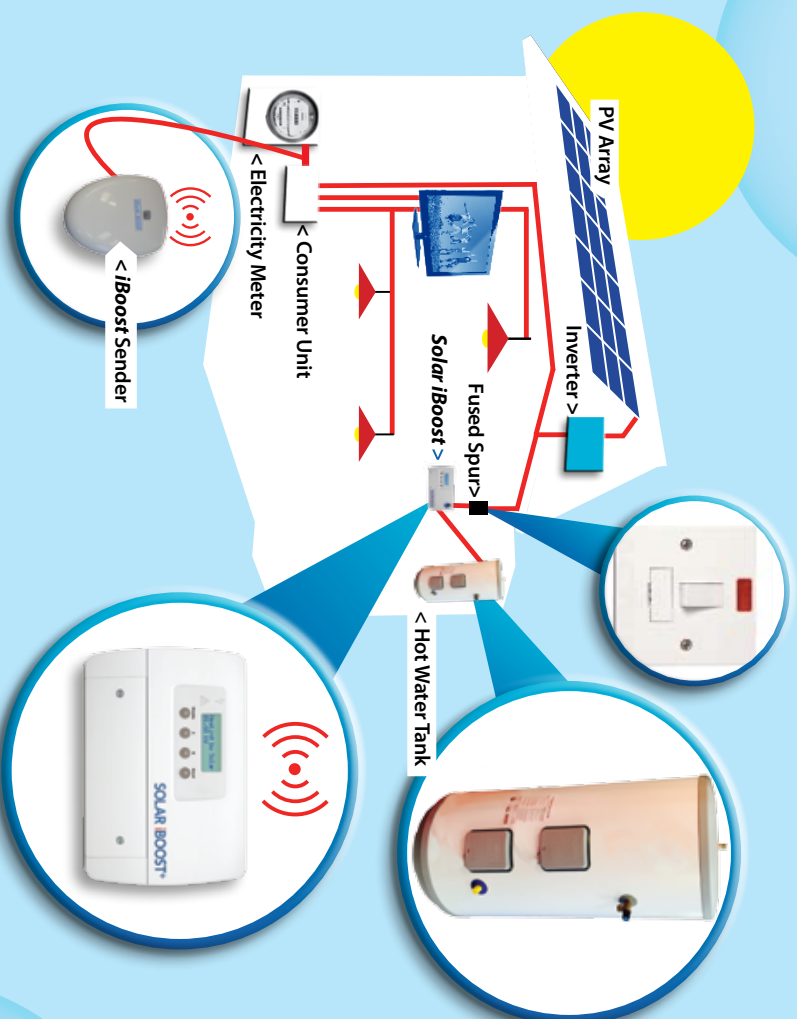 PV Array
Inverter >
Fused Spur>
Solar iBoost >
< Hot Water Tank
< Consumer Unit
< Electricity Meter
< iBoost Sender
SOLAR iBOOST+